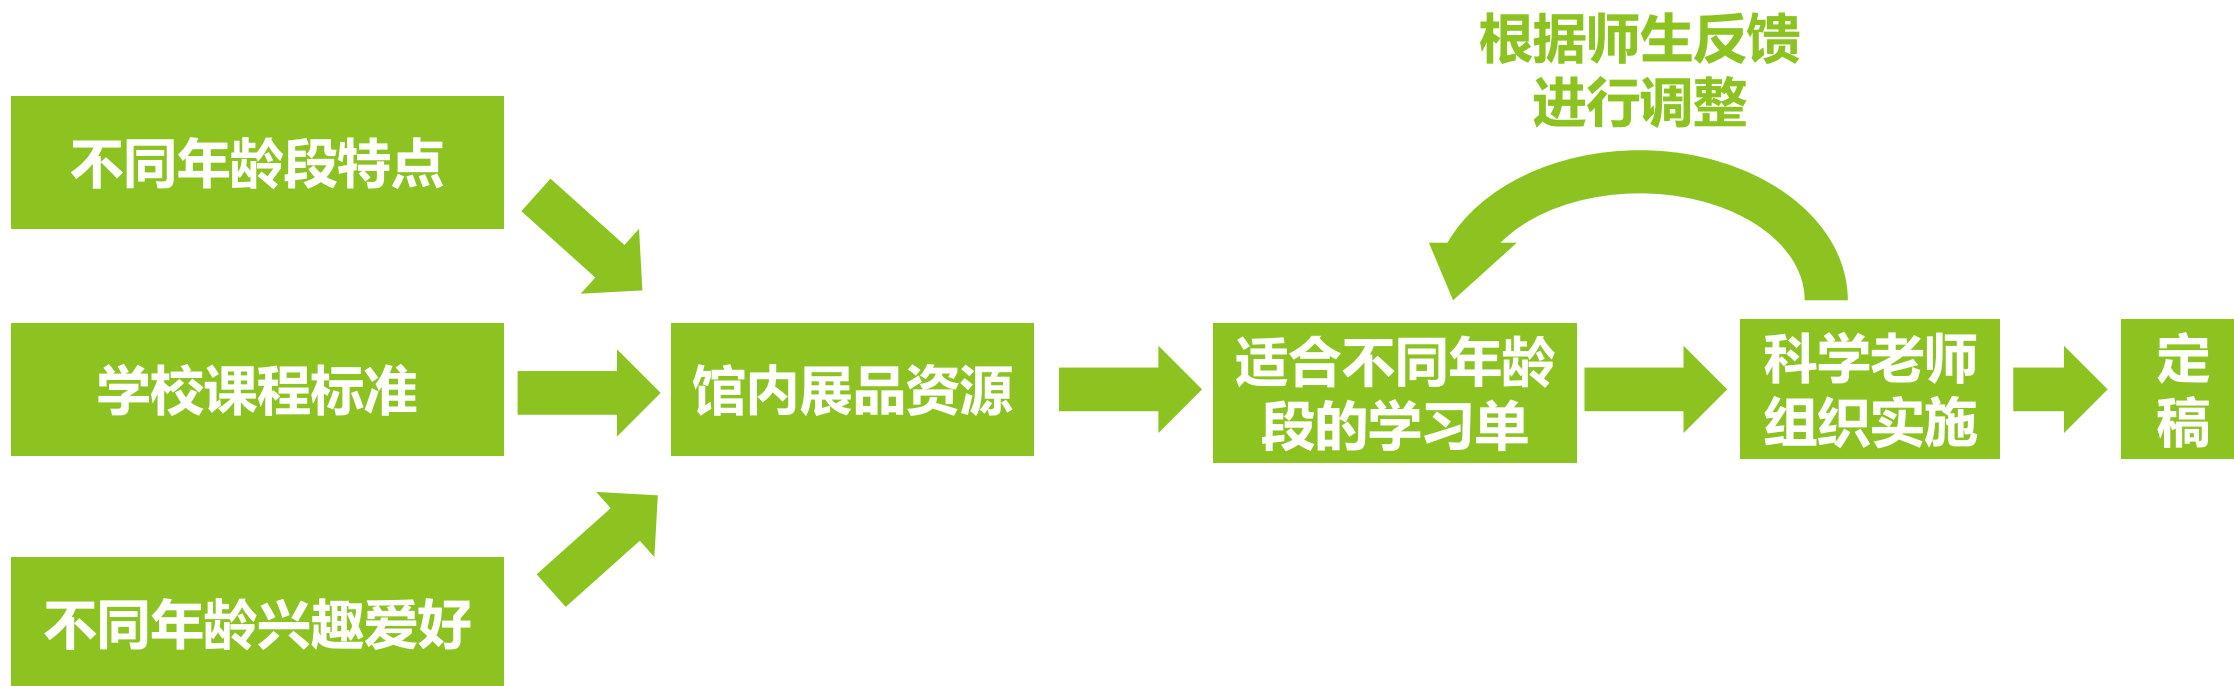 根据师生反馈
进行调整
不同年龄段特点
学校课程标准
馆内展品资源
适合不同年龄
段的学习单
科学老师
组织实施
定
稿
不同年龄兴趣爱好